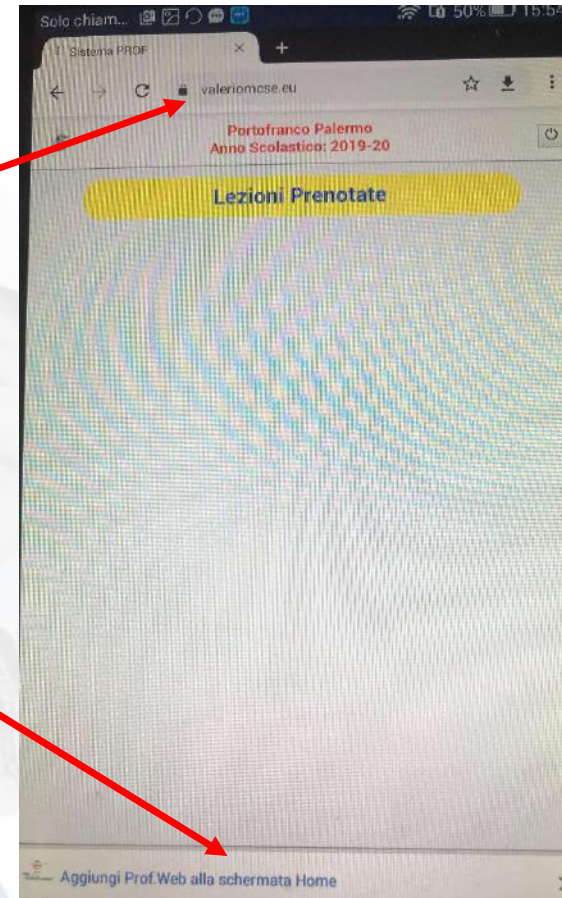 Solo chiam... 50% 15:54
Sistema PROF × +
valeriomcse.eu
Portofranco Palermo
Anno Scolastico: 2019-20
Lezioni Prenotate
Aggiungi Prof.Web alla schermata Home